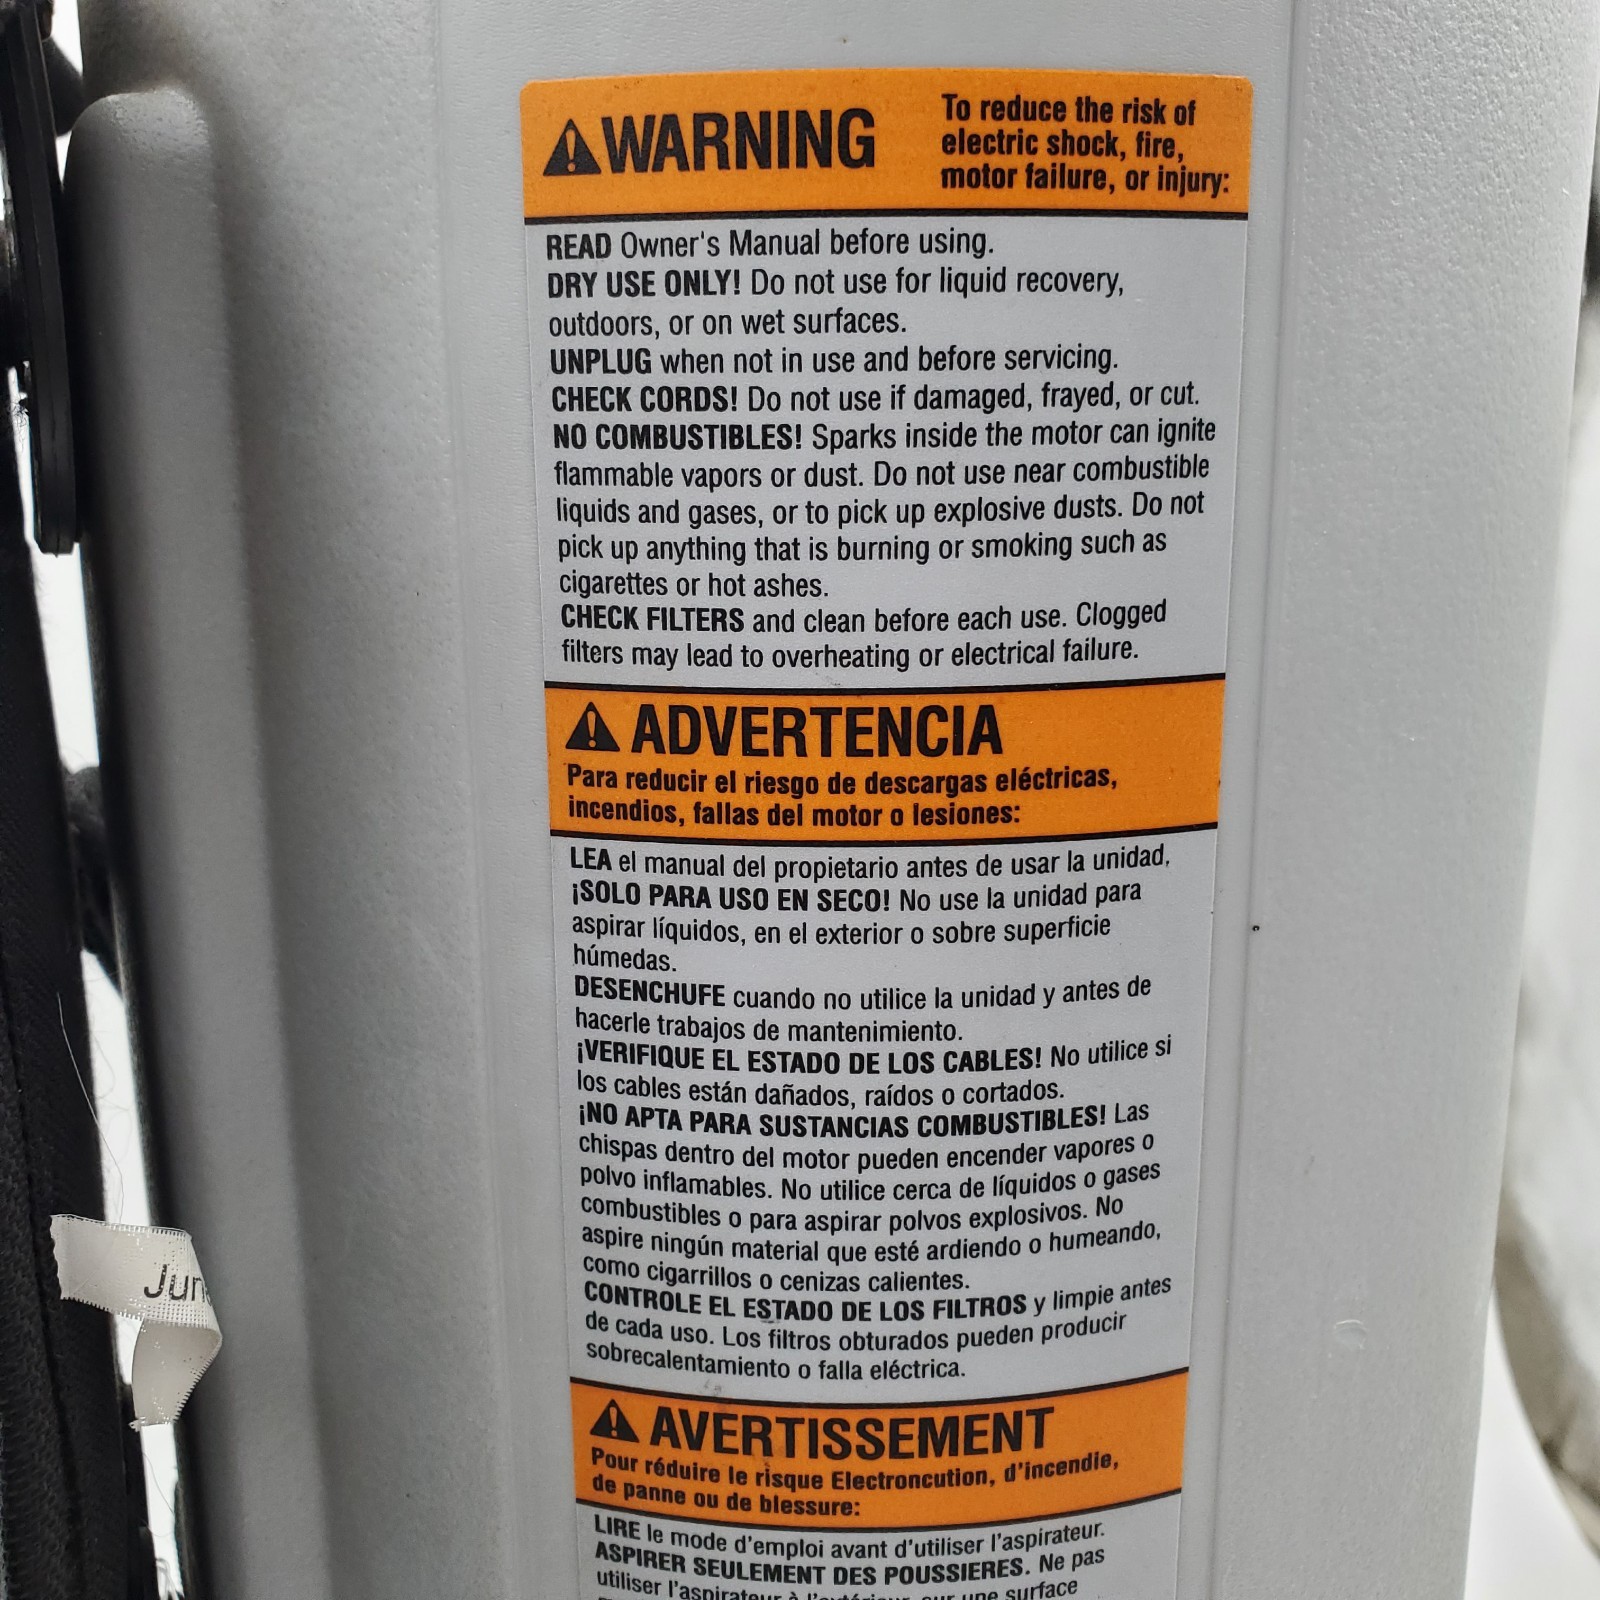 WARNING
To reduce the risk of
electric shock, fire,
motor failure, or injury:
READ Owner's Manual before using.
DRY USE ONLY! Do not use for liquid recovery,
outdoors, or on wet surfaces.
UNPLUG when not in use and before servicing.
CHECK CORDS! Do not use if damaged, frayed, or cut.
NO COMBUSTIBLES! Sparks inside the motor can ignite
flammable vapors or dust. Do not use near combustible
liquids and gases, or to pick up explosive dusts. Do not
pick up anything that is burning or smoking such as
cigarettes or hot ashes.
CHECK FILTERS and clean before each use. Clogged
filters may lead to overheating or electrical failure.
ADVERTENCIA
Para reducir el riesgo de descargas eléctricas,
incendios, fallas del motor o lesiones:
LEA el manual del propietario antes de usar la unidad.
¡SOLO PARA USO EN SECO! No use la unidad para
aspirar líquidos, en el exterior o sobre superficie
húmedas.
DESENCHUFE cuando no utilice la unidad y antes de
hacerle trabajos de mantenimiento.
¡VERIFIQUE EL ESTADO DE LOS CABLES! No utilice si
los cables están dañados, raídos o cortados.
¡NO APTA PARA SUSTANCIAS COMBUSTIBLES! Las
chispas dentro del motor pueden encender vapores o
polvo inflamables. No utilice cerca de líquidos o gases
combustibles o para aspirar polvos explosivos. No
aspire ningún material que esté ardiendo o humeando,
como cigarrillos o cenizas calientes.
CONTROLE EL ESTADO DE LOS FILTROS y limpie antes
de cada uso. Los filtros obturados pueden producir
sobrecalentamiento o falla eléctrica.
Jun
AVERTISSEMENT
Pour réduire le risque Electroncution, d'incendie,
de panne ou de blessure:
LIRE le mode d'emploi avant d'utiliser l'aspirateur.
ASPIRER SEULEMENT DES POUSSIERES. Ne pas
utiliser l'aspirateur à l'extérieur, sur une surface